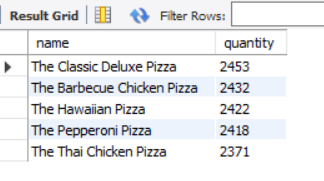 Result Grid Filter Rows:
name quantity
The Classic Deluxe Pizza 2453
The Barbecue Chicken Pizza 2432
The Hawaiian Pizza 2422
The Pepperoni Pizza 2418
The Thai Chicken Pizza 2371